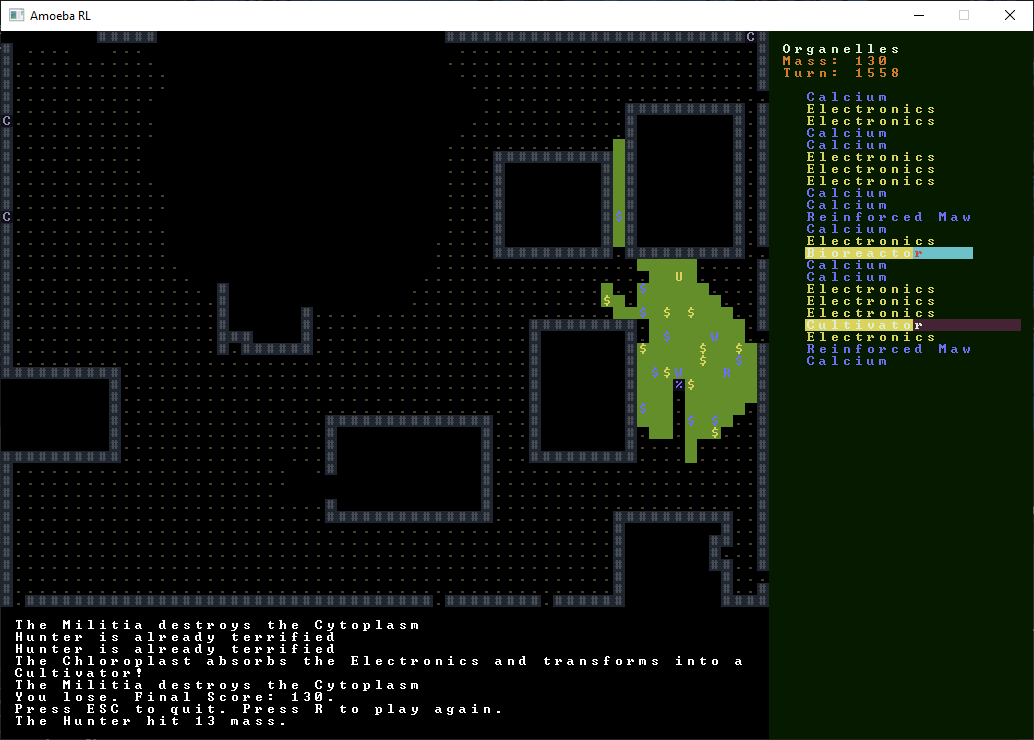 Amoeba RL
Organelles
Mass: 130
Turn: 1558
Calcium
Electronics
Electronics
Calcium
Calcium
Electronics
Electronics
Electronics
Calcium
Calcium
Reinforced Maw
Calcium
Electronics
Bioreactor
Calcium
Calcium
Electronics
Electronics
Electronics
Cultivator
Electronics
Reinforced Maw
Calcium
The Militia destroys the Cytoplasm
Hunter is already terrified
Hunter is already terrified
The Chloroplast absorbs the Electronics and transforms into a
Cultivator!
The Militia destroys the Cytoplasm
You lose. Final Score: 130.
Press ESC to quit. Press R to play again.
The Hunter hit 13 mass.